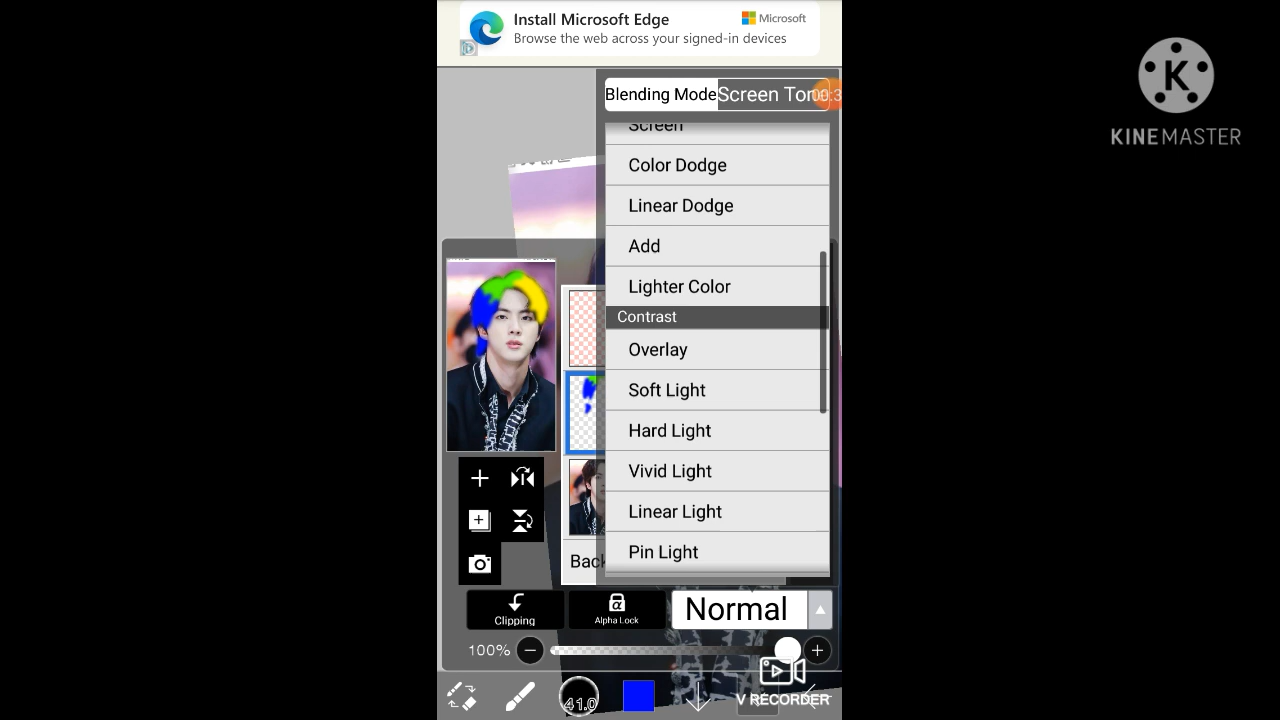 Install Microsoft Edge
Microsoft
Browse the web across your signed-in devices
Blending Mode
Screen
Color Dodge
Linear Dodge
Add
Lighter Color
Contrast
Overlay
Soft Light
Hard Light
Vivid Light
Linear Light
Pin Light
Clipping
α
Alpha Lock
Normal
100%
41.0
V RECORDER
K
KINEMASTER